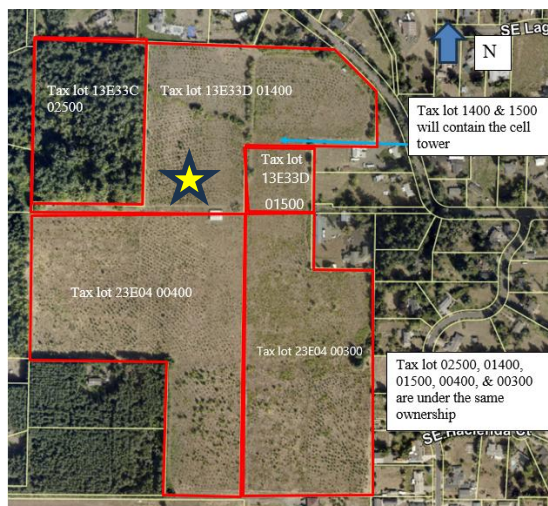 SE Lag
N
Tax lot 13E33C
02500
Tax lot 13E33D 01400
Tax lot 1400 & 1500
will contain the cell
tower
Tax lot
13E33D
01500
Tax lot 23E04 00400
Tax lot 23E04 00300
Tax lot 02500, 01400,
01500, 00400, & 00300
are under the same
ownership
SE Hacienda Ct